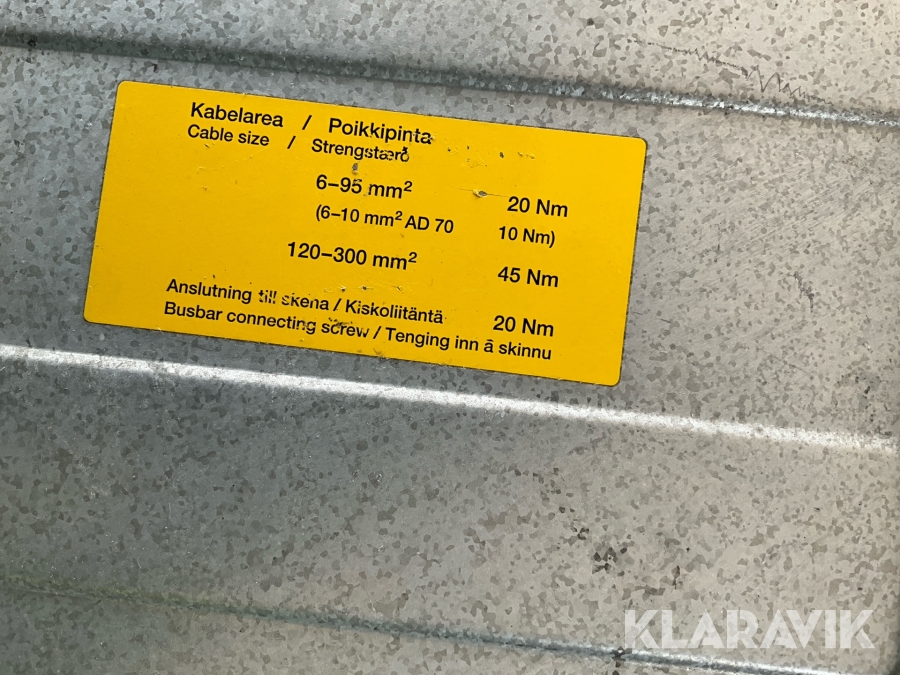 Kabelarea / Poikkipinta
Cable size / Strengstærð
6–95 mm² 20 Nm
(6–10 mm² AD 70 10 Nm)
120–300 mm² 45 Nm
Anslutning till skena / Kiskoliitäntä 20 Nm
Busbar connecting screw / Tenging inn ā skinnu
KLARAVIK